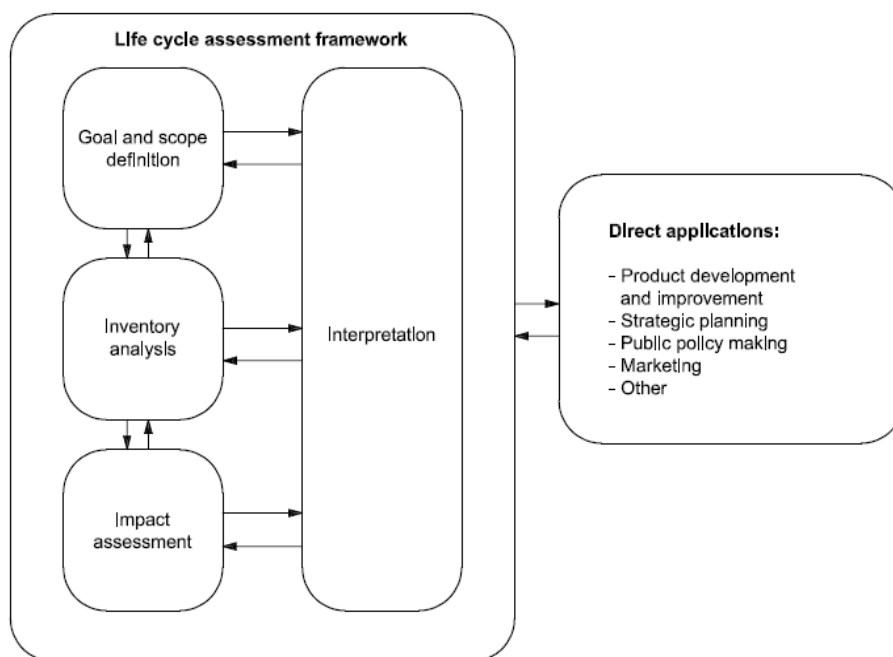 Life cycle assessment framework
Goal and scope
definition
Inventory
analysis
Impact
assessment
Interpretation
Direct applications:
– Product development
and improvement
– Strategic planning
– Public policy making
– Marketing
– Other